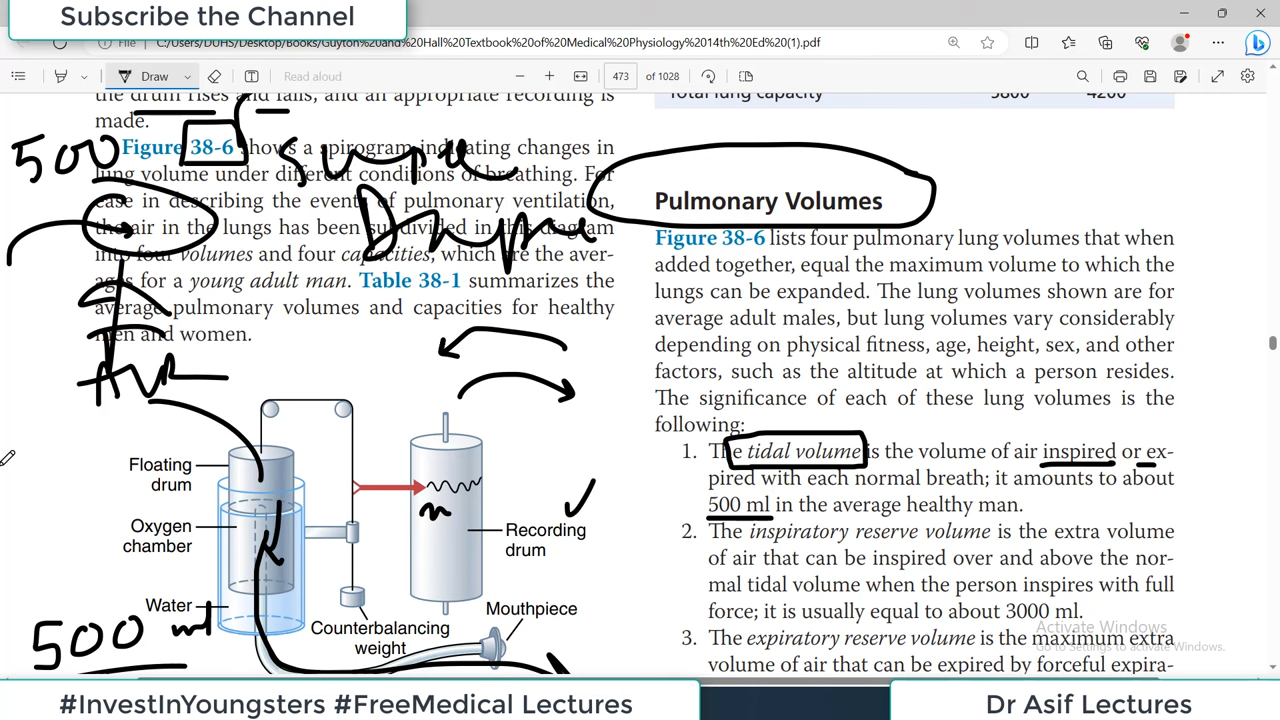 Subscribe the Channel
File
C:/Users/DUHS/Desktop/Books/Guyton%20and%20Hall%20Textbook%20of%20Medical%20Physiology%2014th%20Ed%20(1).pdf
Draw
Read aloud
473
of 1028
the drum rises and falls, and an appropriate recording is
made.
Figure 38-6 shows a spirogram indicating changes in
lung volume under different conditions of breathing. For
ease in describing the events of pulmonary ventilation,
the air in the lungs has been subdivided in this diagram
into four volumes and four capacities, which are the aver-
ages for a young adult man. Table 38-1 summarizes the
average pulmonary volumes and capacities for healthy
men and women.
500
Floating
drum
Oxygen
chamber
Water
Recording
drum
Mouthpiece
Counterbalancing
weight
500 ml
Total lung capacity 5800 4200
Pulmonary Volumes
Figure 38-6 lists four pulmonary lung volumes that when
added together, equal the maximum volume to which the
lungs can be expanded. The lung volumes shown are for
average adult males, but lung volumes vary considerably
depending on physical fitness, age, height, sex, and other
factors, such as the altitude at which a person resides.
The significance of each of these lung volumes is the
following:
1. The tidal volume is the volume of air inspired or ex-
pired with each normal breath; it amounts to about
500 ml in the average healthy man.
2. The inspiratory reserve volume is the extra volume
of air that can be inspired over and above the nor-
mal tidal volume when the person inspires with full
force; it is usually equal to about 3000 ml.
3. The expiratory reserve volume is the maximum extra
volume of air that can be expired by forceful expira-
Activate Windows
Go to Settings to activate Windows.
#InvestInYoungsters #FreeMedical Lectures
Dr Asif Lectures